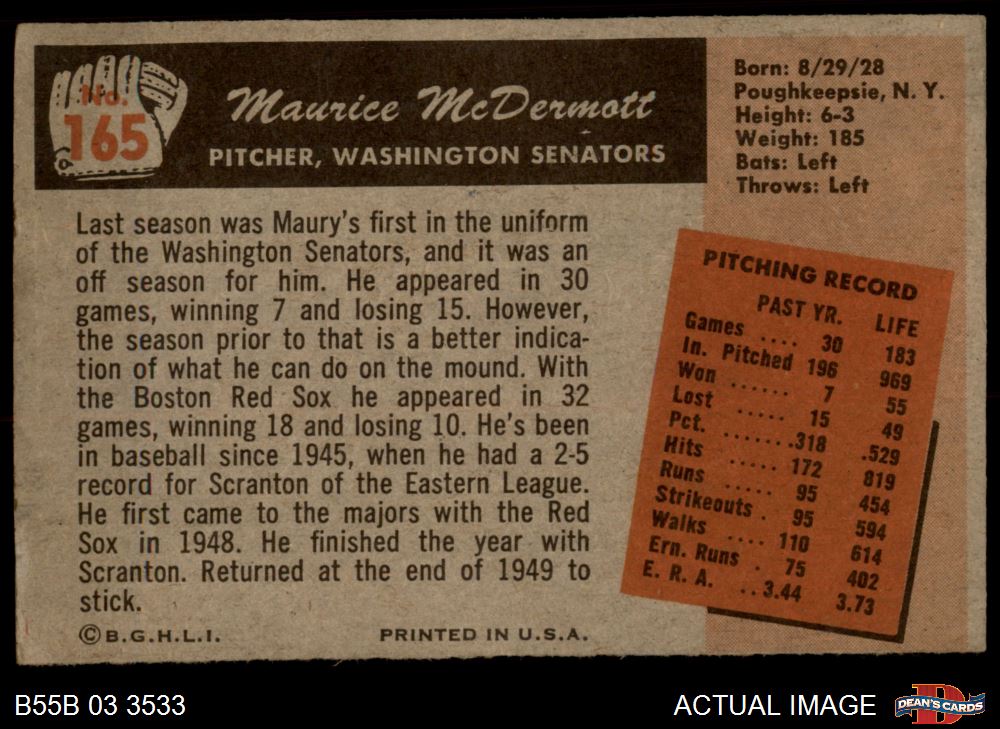 No.
165
Maurice McDermott
PITCHER, WASHINGTON SENATORS
Born: 8/29/28
Poughkeepsie, N. Y.
Height: 6-3
Weight: 185
Bats: Left
Throws: Left
Last season was Maury's first in the uniform
of the Washington Senators, and it was an
off season for him. He appeared in 30
games, winning 7 and losing 15. However,
the season prior to that is a better indica-
tion of what he can do on the mound. With
the Boston Red Sox he appeared in 32
games, winning 18 and losing 10. He's been
in baseball since 1945, when he had a 2-5
record for Scranton of the Eastern League.
He first came to the majors with the Red
Sox in 1948. He finished the year with
Scranton. Returned at the end of 1949 to
stick.
© B.G.H.L.I. PRINTED IN U.S.A.
PITCHING RECORD
PAST YR. LIFE
Games .... 30 183
In. Pitched 196 969
Won ...... 7 55
Lost ..... 15 49
Pct. .......318 .529
Hits ..... 172 819
Runs ..... 95 454
Strikeouts . 95 594
Walks .... 110 614
Ern. Runs . 75 402
E. R. A. ..3.44 3.73
B55B 03 3533
ACTUAL IMAGE
DEAN'S CARDS